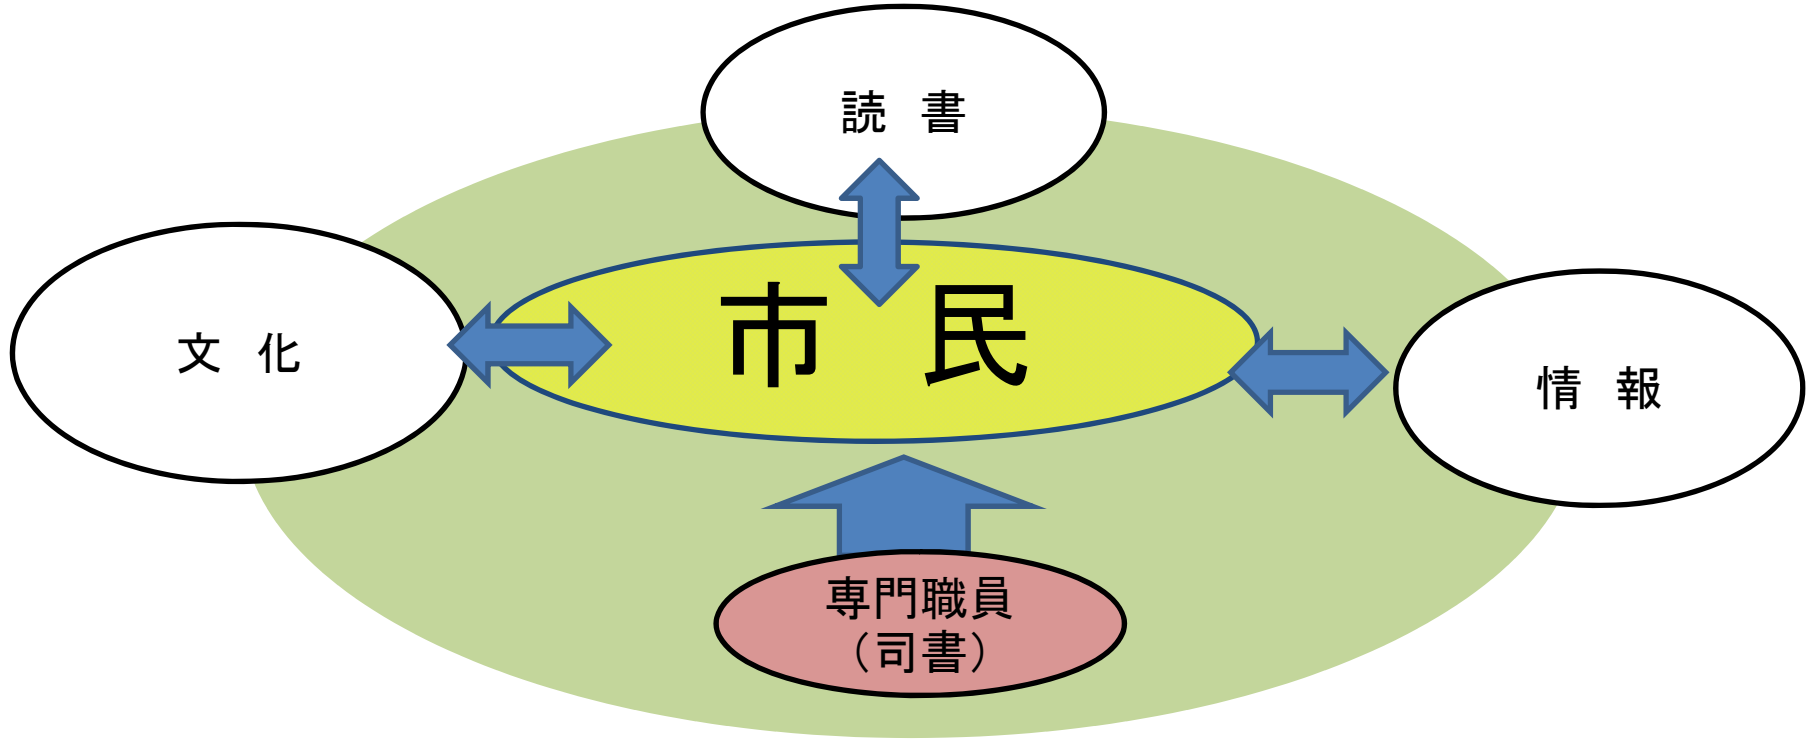 読　書
市　民
文　化
情　報
専門職員
（司書）